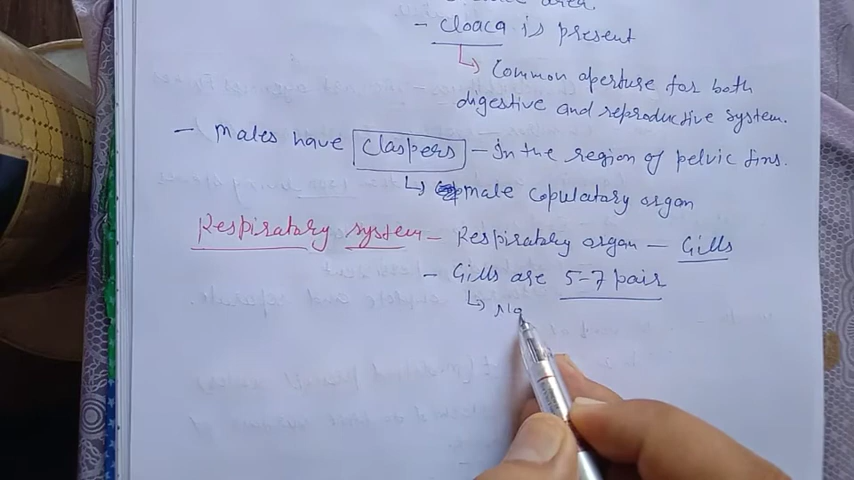 area.
- Cloaca is present
↳ Common aperture for both
digestive and reproductive system.
- Males have Claspers - In the region of pelvic fins.
↳ male copulatory organ
Respiratory system - Respiratory organ - Gills
- Gills are 5-7 pair